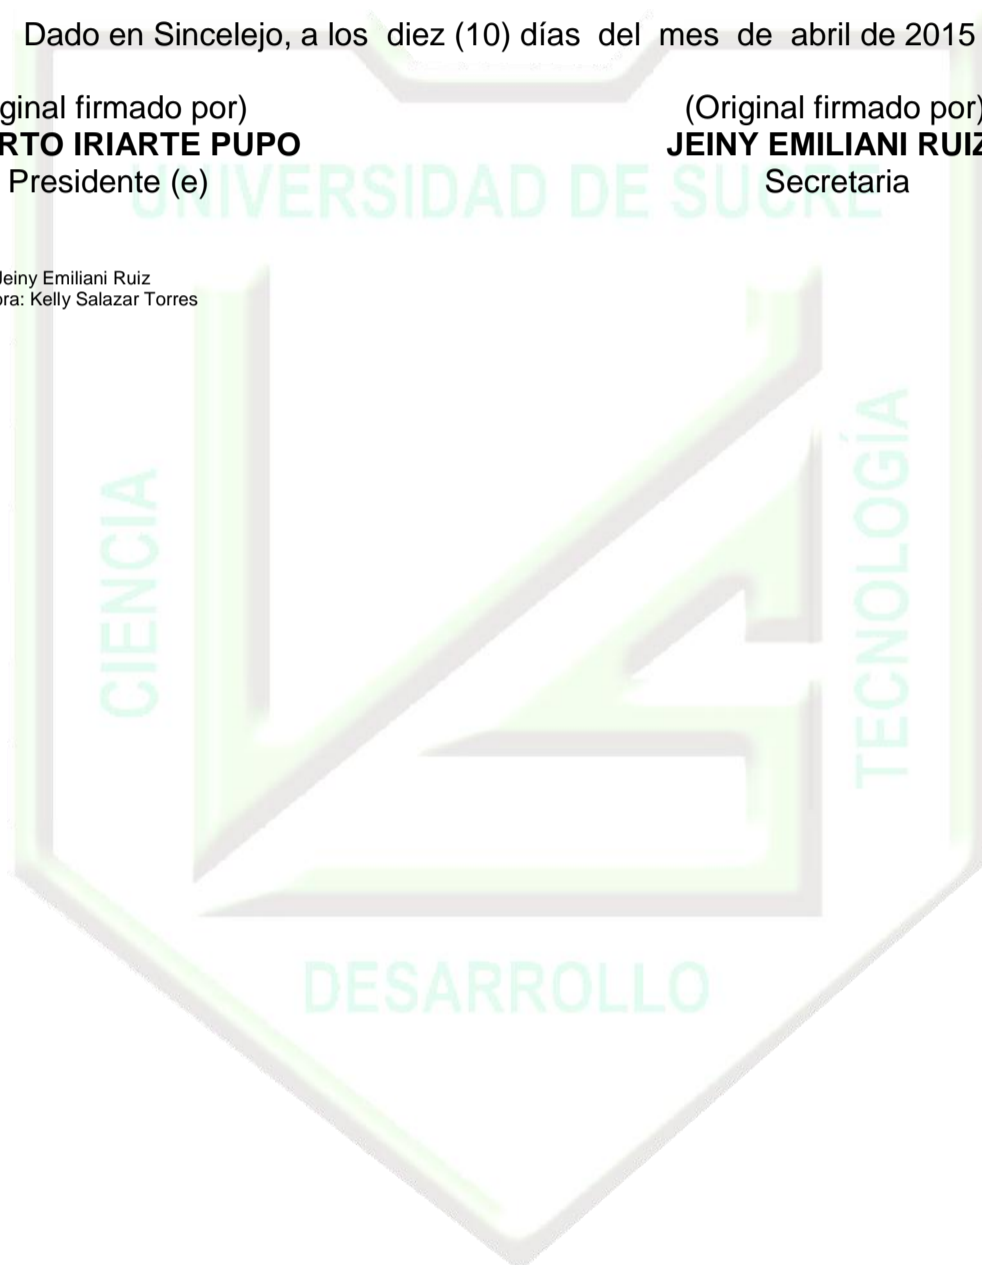 Dado en Sincelejo, a los diez (10) días del mes de abril de 2015
ginal firmado por) (Original firmado por)
RTO IRIARTE PUPO JEINY EMILIANI RUIZ
Presidente (e) Secretaria
UNIVERSIDAD DE SUCRE
Jeiny Emiliani Ruiz
ora: Kelly Salazar Torres
CIENCIA
TECNOLOGÍA
DESARROLLO